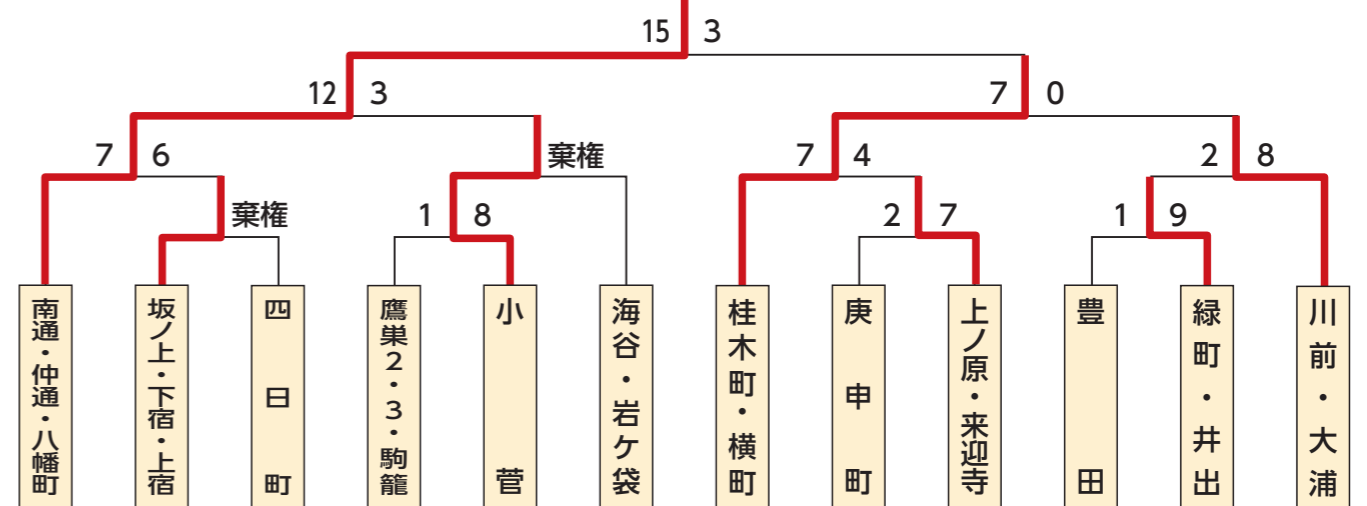 15 3
12 3
7 0
7 6
棄権
7 4
2 8
棄権
1 8
2 7
1 9
南通・仲通・八幡町
坂ノ上・下宿・上宿
四日町
鷹巣2・3・駒籠
小菅
海谷・岩ケ袋
桂木町・横町
庚申町
上ノ原・来迎寺
豊田
緑町・井出
川前・大浦